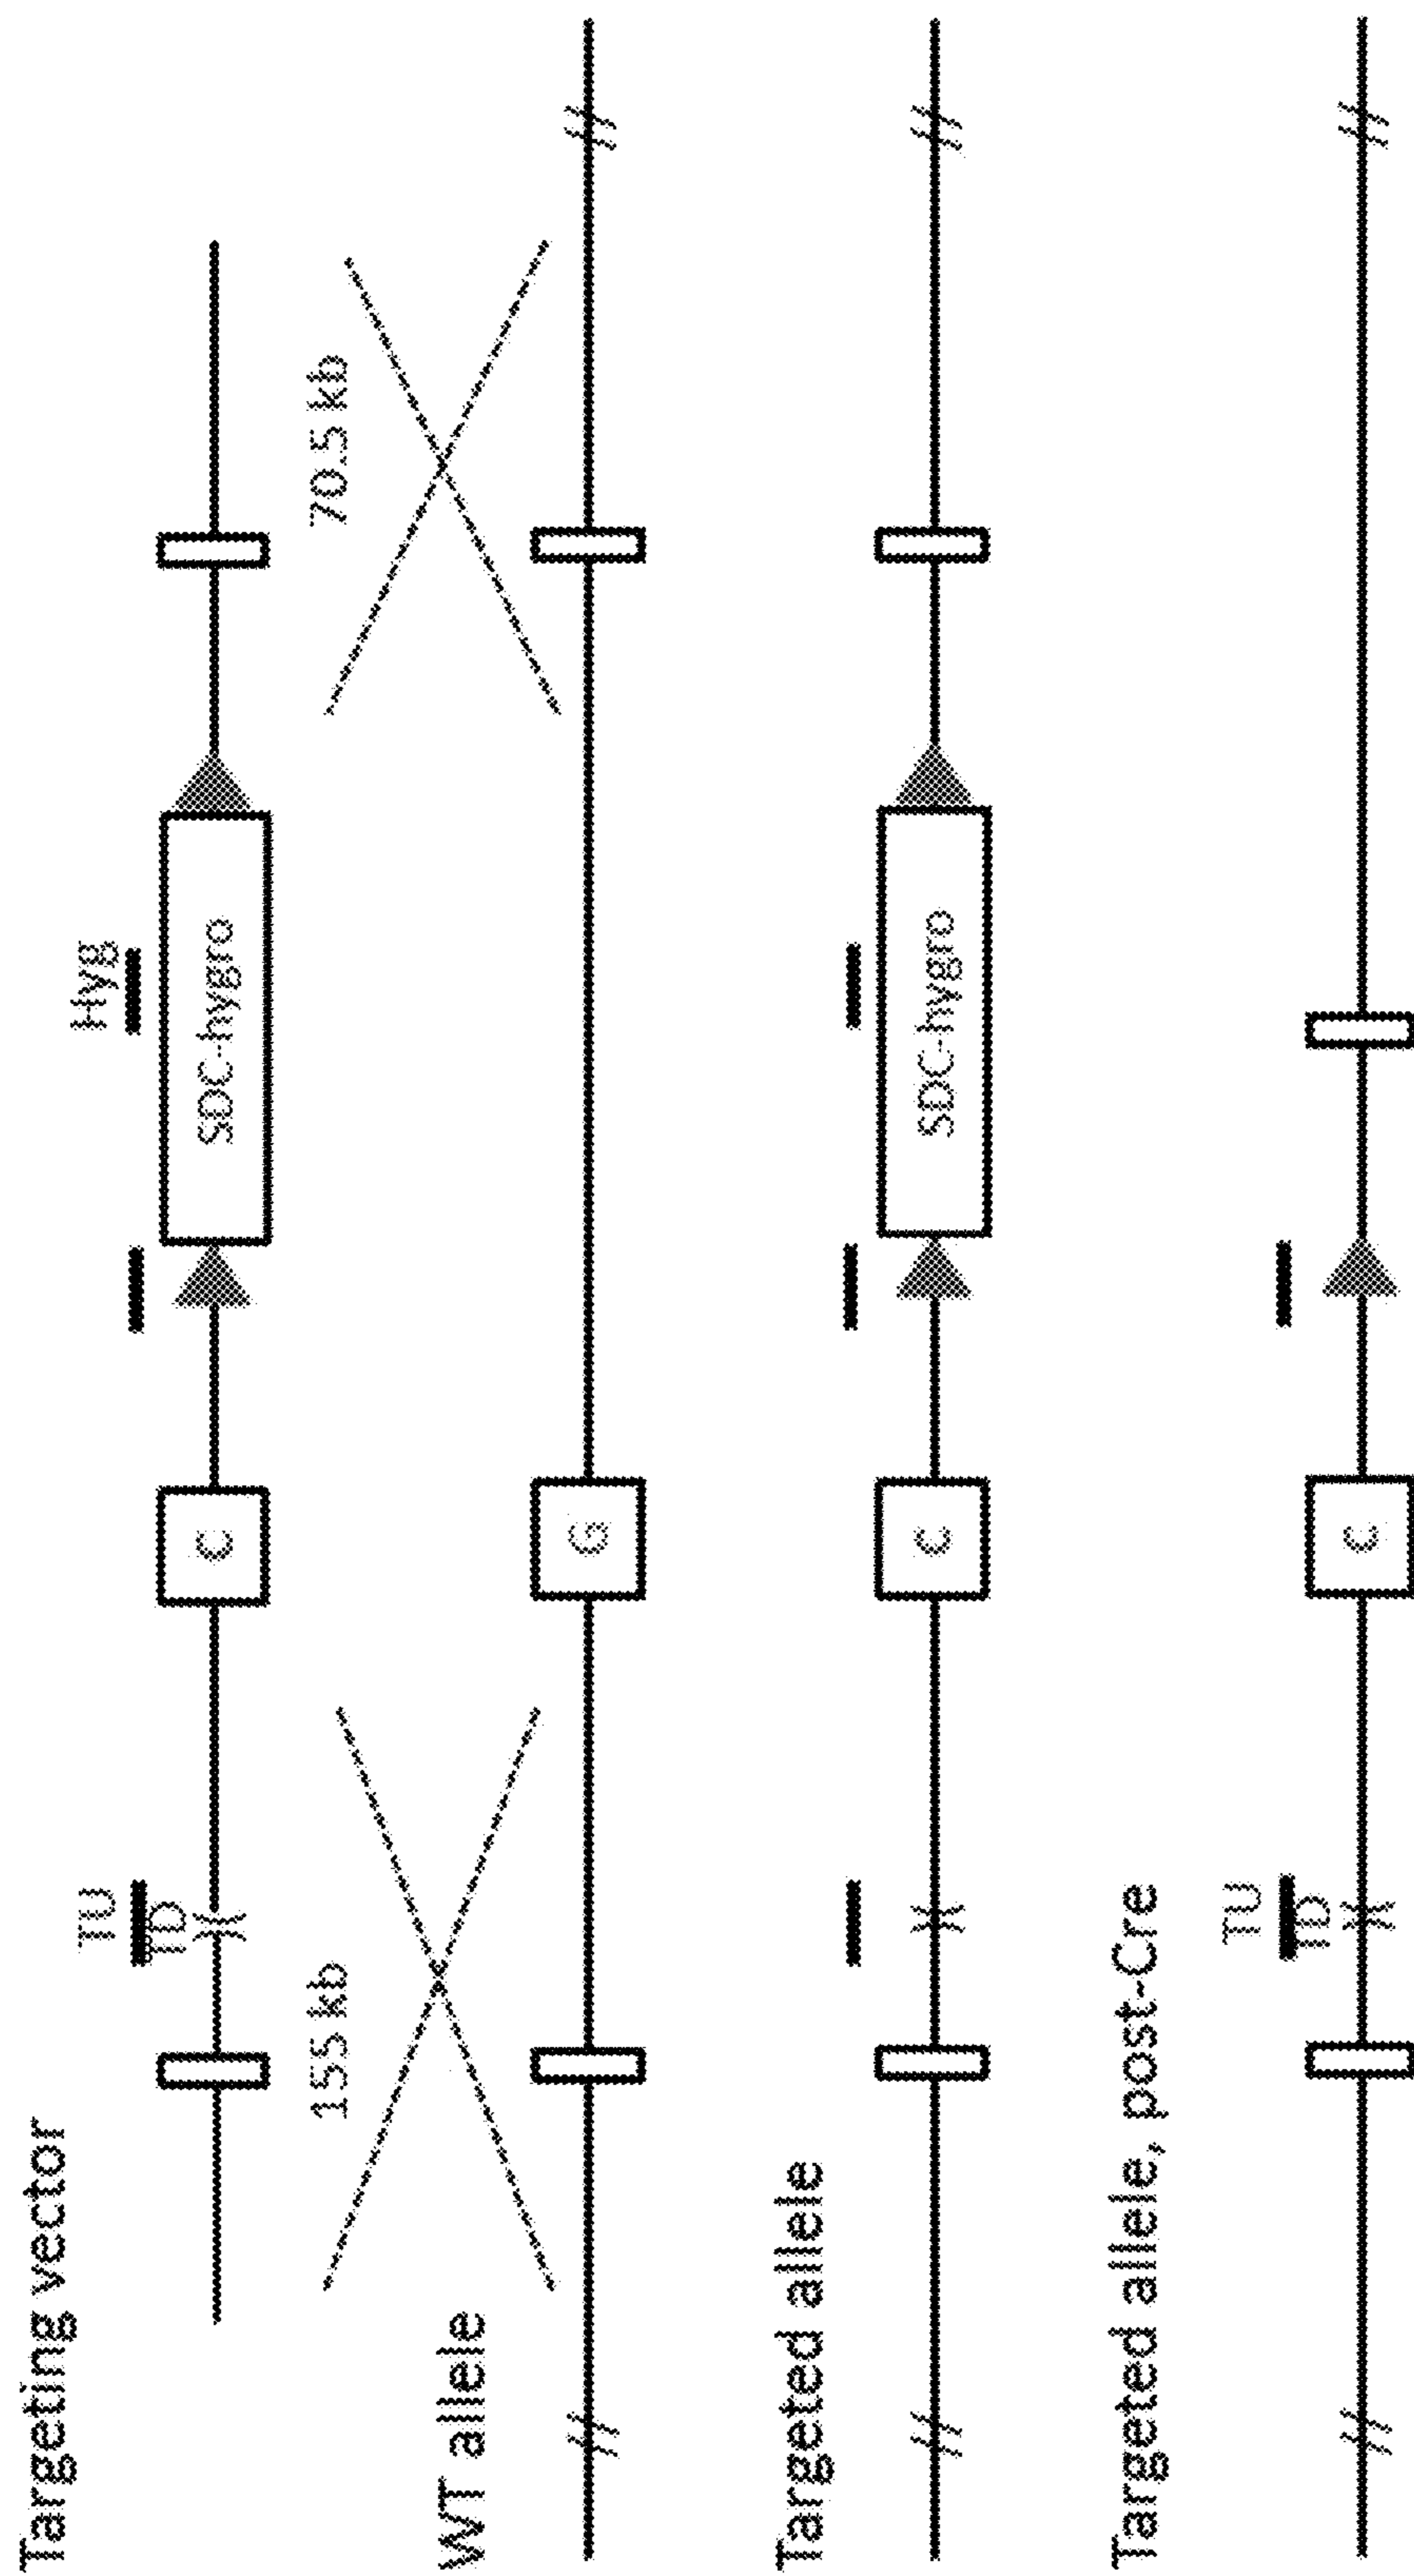 Targeting vector
TU
TD
C
Hyg
SDC-hygro
155 kb
70.5 kb
WT allele
G
Targeted allele
C
SDC-hygro
Targeted allele, post-Cre
TU
TD
C